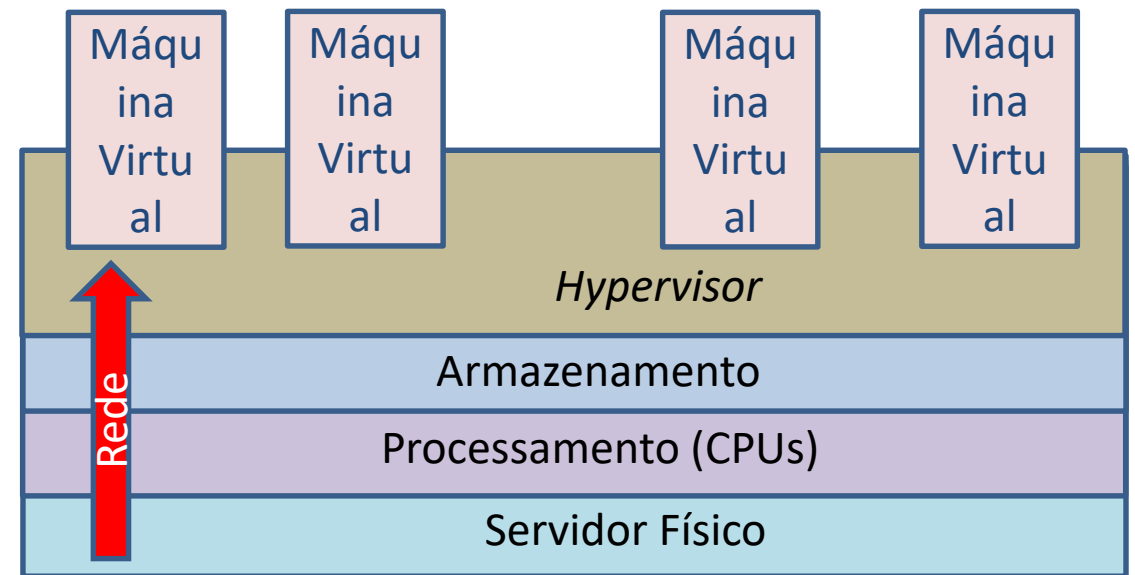 Máqu
ina
Virtu
al
Máqu
ina
Virtu
al
Máqu
ina
Virtu
al
Máqu
ina
Virtu
al
Hypervisor
Rede
Armazenamento
Processamento (CPUs)
Servidor Físico